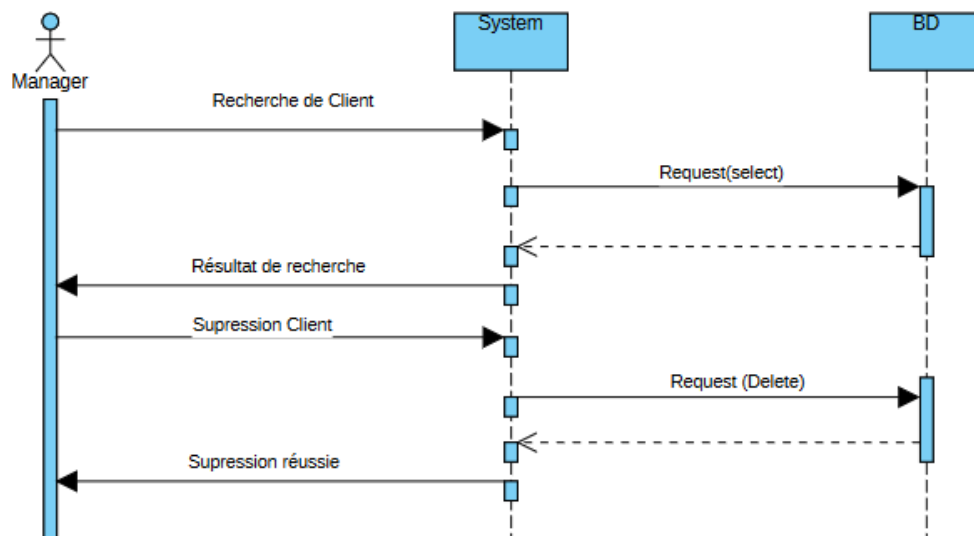 System
BD
Manager
Recherche de Client
Request(select)
Résultat de recherche
Supression Client
Request (Delete)
Supression réussie